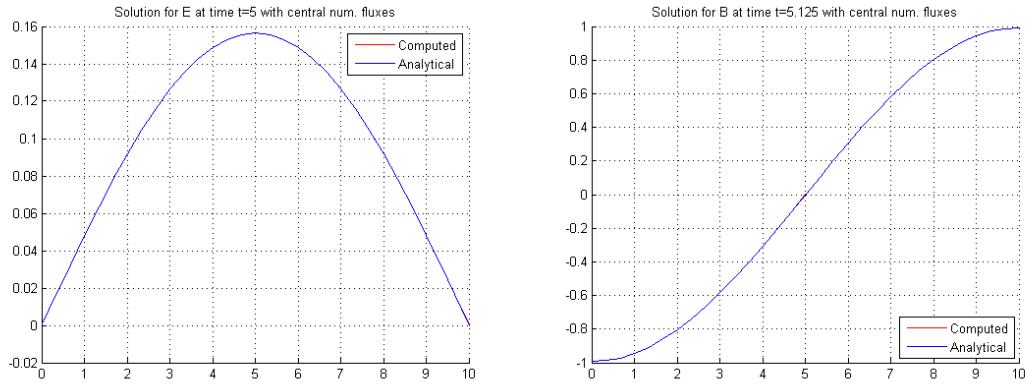 Solution for E at time t=5 with central num. fluxes
0.16
0.14
0.12
0.1
0.08
0.06
0.04
0.02
0
-0.02
0 1 2 3 4 5 6 7 8 9 10
Computed
Analytical
Solution for B at time t=5.125 with central num. fluxes
1
0.8
0.6
0.4
0.2
0
-0.2
-0.4
-0.6
-0.8
-1
0 1 2 3 4 5 6 7 8 9 10
Computed
Analytical